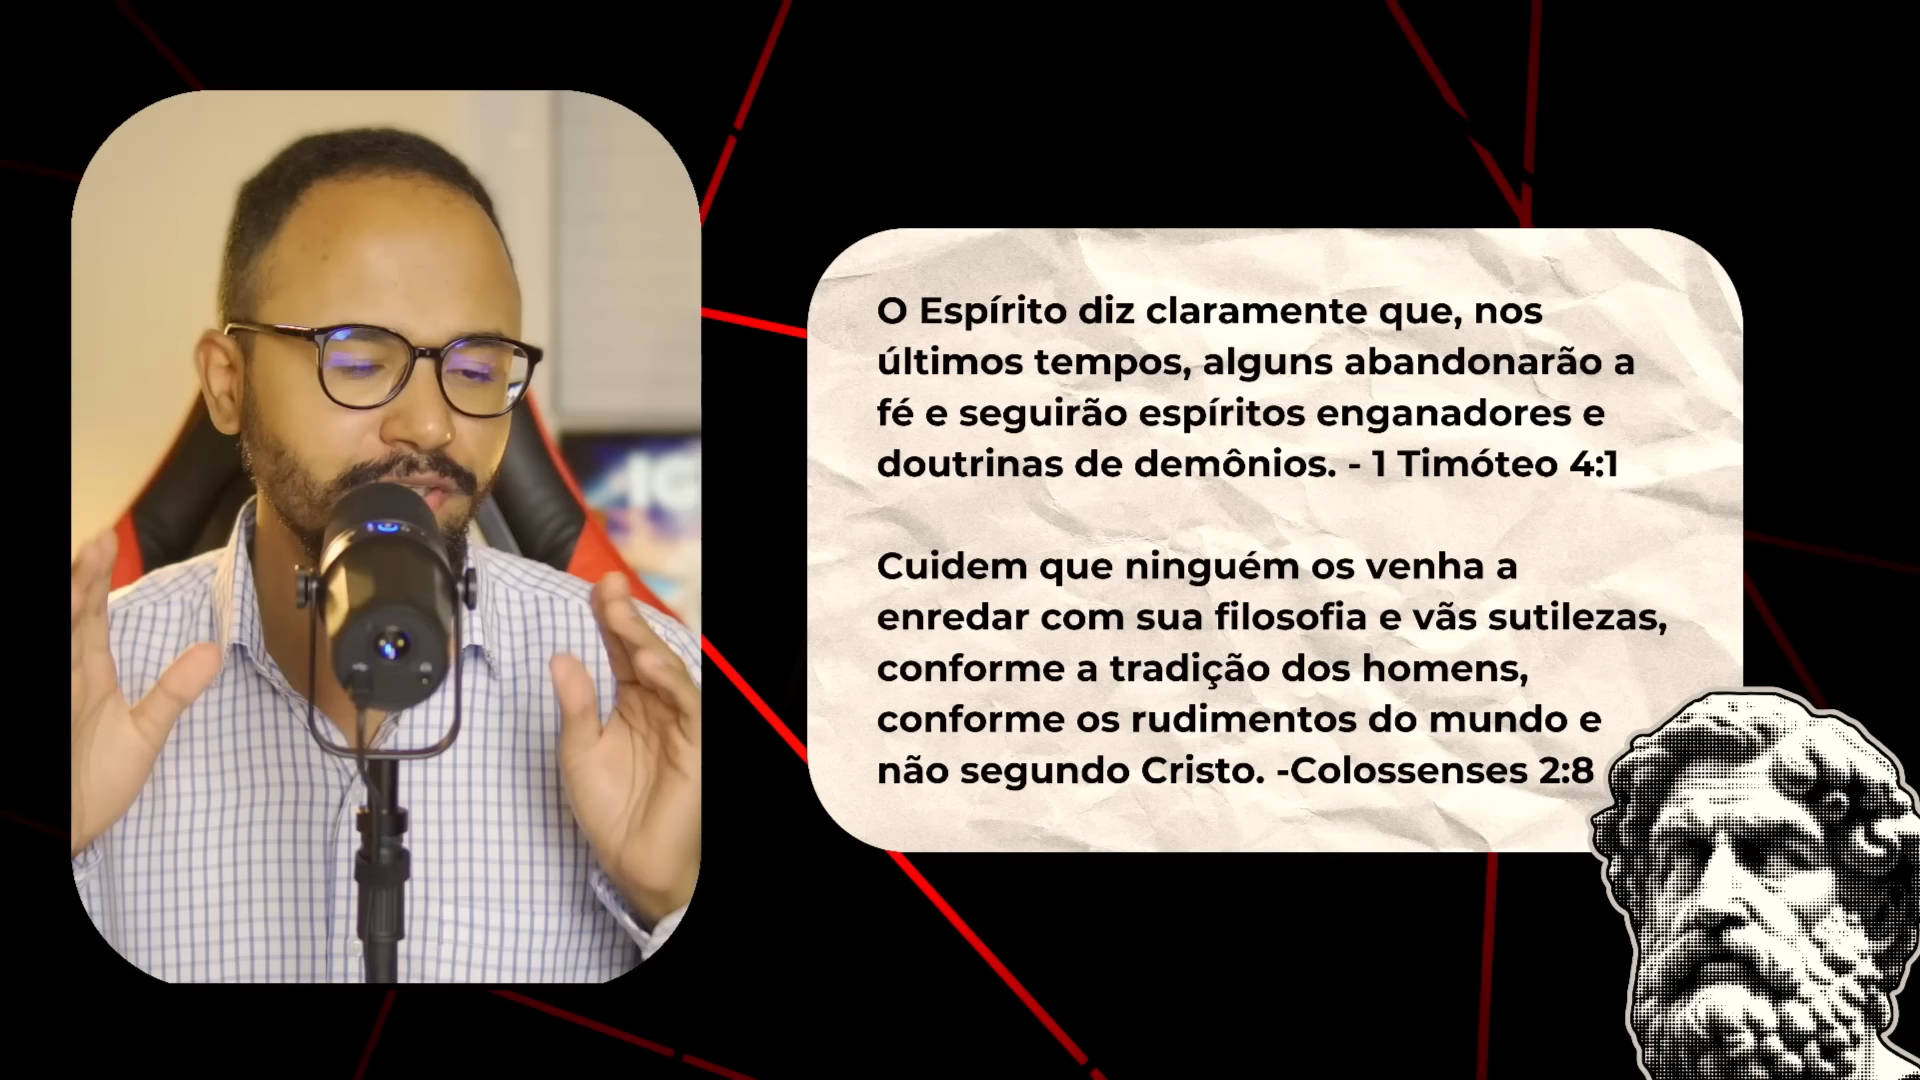 O Espírito diz claramente que, nos
últimos tempos, alguns abandonarão a
fé e seguirão espíritos enganadores e
doutrinas de demônios. - 1 Timóteo 4:1
Cuidem que ninguém os venha a
enredar com sua filosofia e vãs sutilezas,
conforme a tradição dos homens,
conforme os rudimentos do mundo e
não segundo Cristo. -Colossenses 2:8